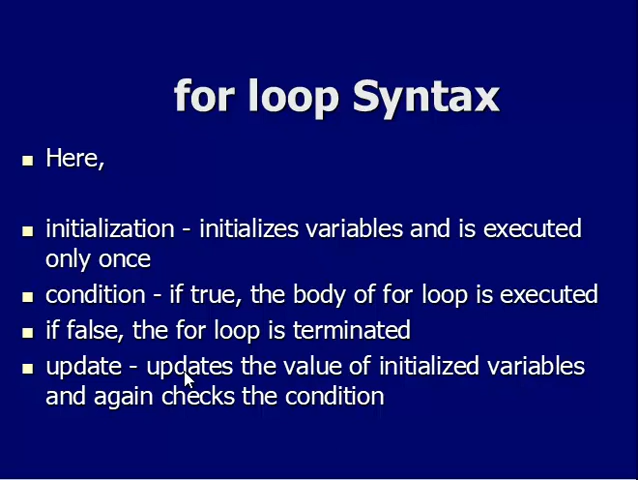 for loop Syntax
Here,
initialization - initializes variables and is executed
only once
condition - if true, the body of for loop is executed
if false, the for loop is terminated
update - updates the value of initialized variables
and again checks the condition